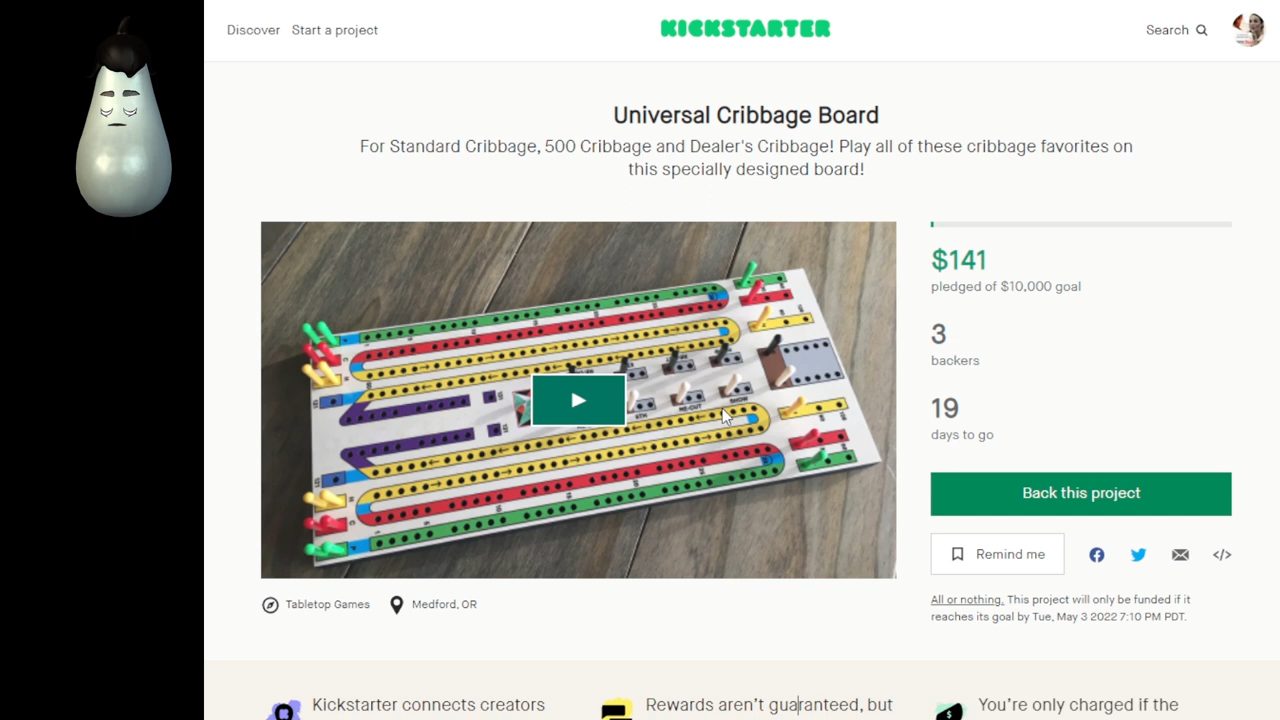 Discover Start a project
KICKSTARTER
Search
Universal Cribbage Board
For Standard Cribbage, 500 Cribbage and Dealer's Cribbage! Play all of these cribbage favorites on
this specially designed board!
$141
pledged of $10,000 goal
3
backers
19
days to go
Back this project
Remind me
All or nothing. This project will only be funded if it
reaches its goal by Tue, May 3 2022 7:10 PM PDT.
Tabletop Games
Medford, OR
Kickstarter connects creators
Rewards aren't guaranteed, but
You're only charged if the